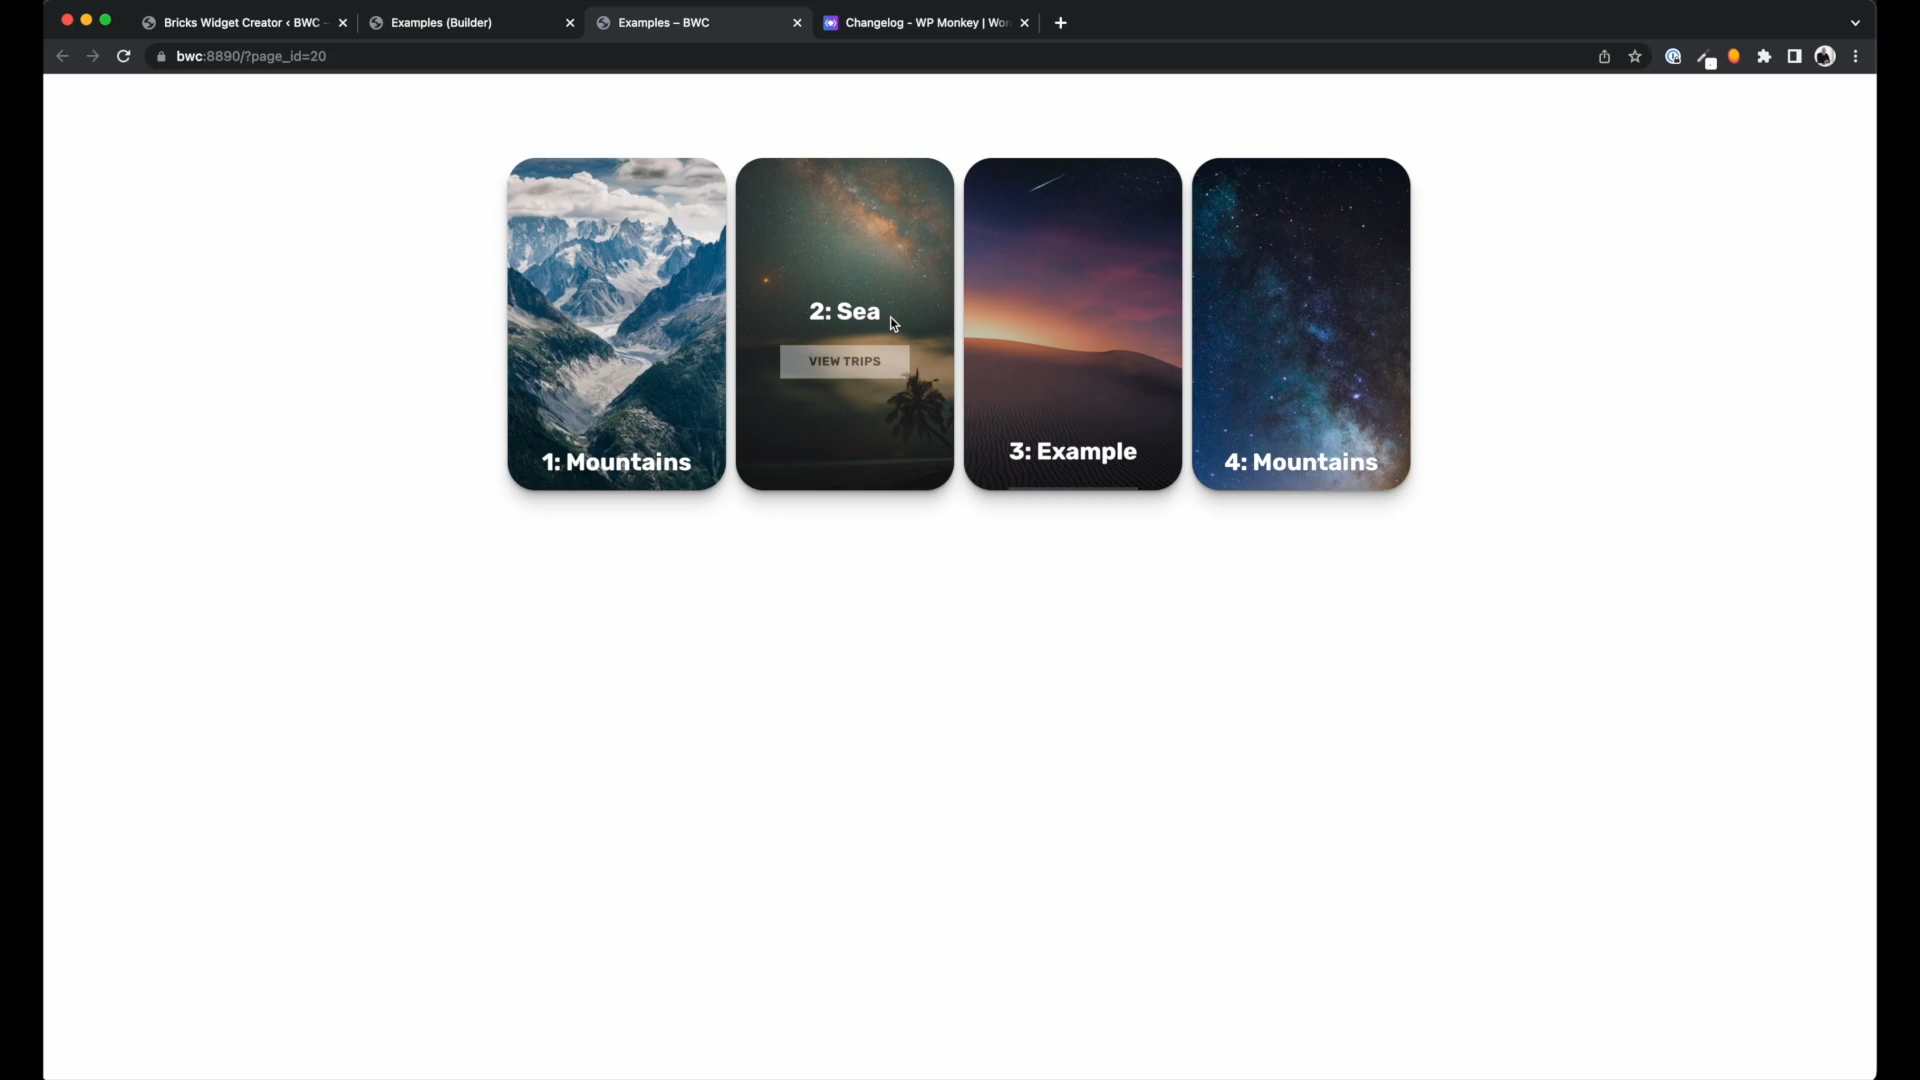 Bricks Widget Creator ‹ BWC –
Examples (Builder)
Examples – BWC
Changelog - WP Monkey | Wor
bwc:8890/?page_id=20
1: Mountains
2: Sea
VIEW TRIPS
3: Example
4: Mountains